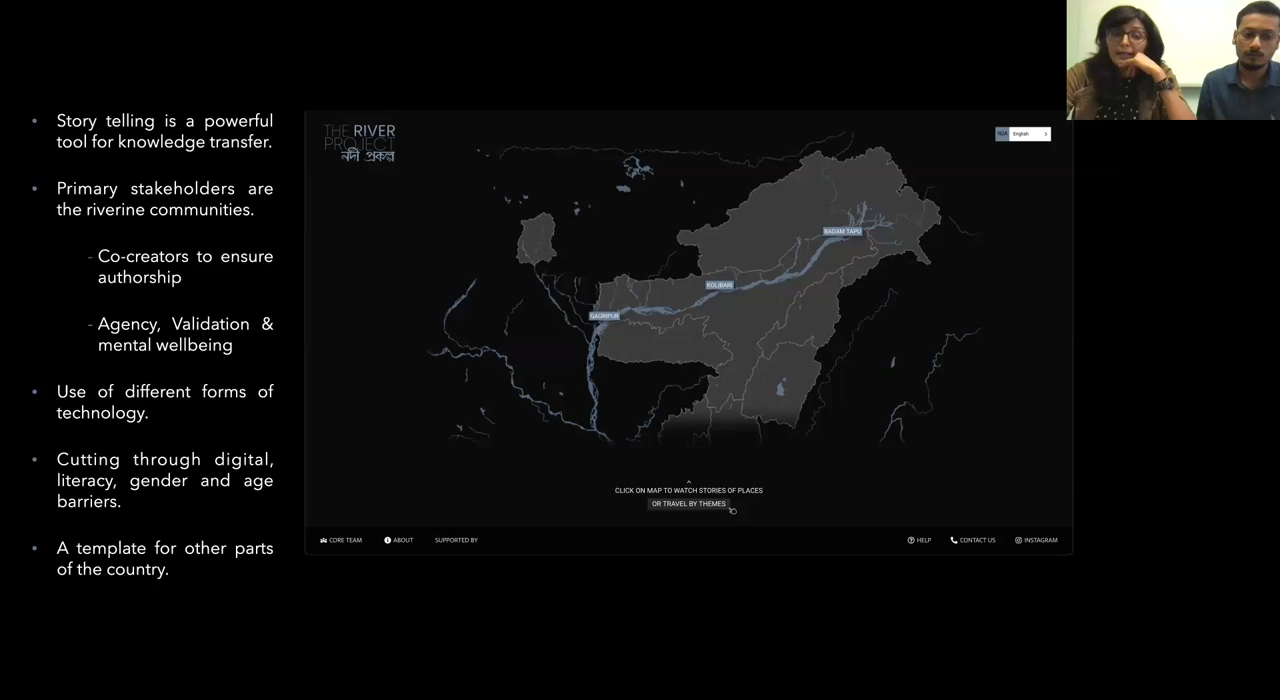 Story telling is a powerful
tool for knowledge transfer.
Primary stakeholders are
the riverine communities.
- Co-creators to ensure
authorship
- Agency, Validation &
mental wellbeing
Use of different forms of
technology.
Cutting through digital,
literacy, gender and age
barriers.
A template for other parts
of the country.
THE RIVER
PROJECT
নদী প্রকল্প
English
BADAM TAPU
KOLIBARI
GAURIPUR
CLICK ON MAP TO WATCH STORIES OF PLACES
OR TRAVEL BY THEMES
CORE TEAM
ABOUT
SUPPORTED BY
HELP
CONTACT US
INSTAGRAM